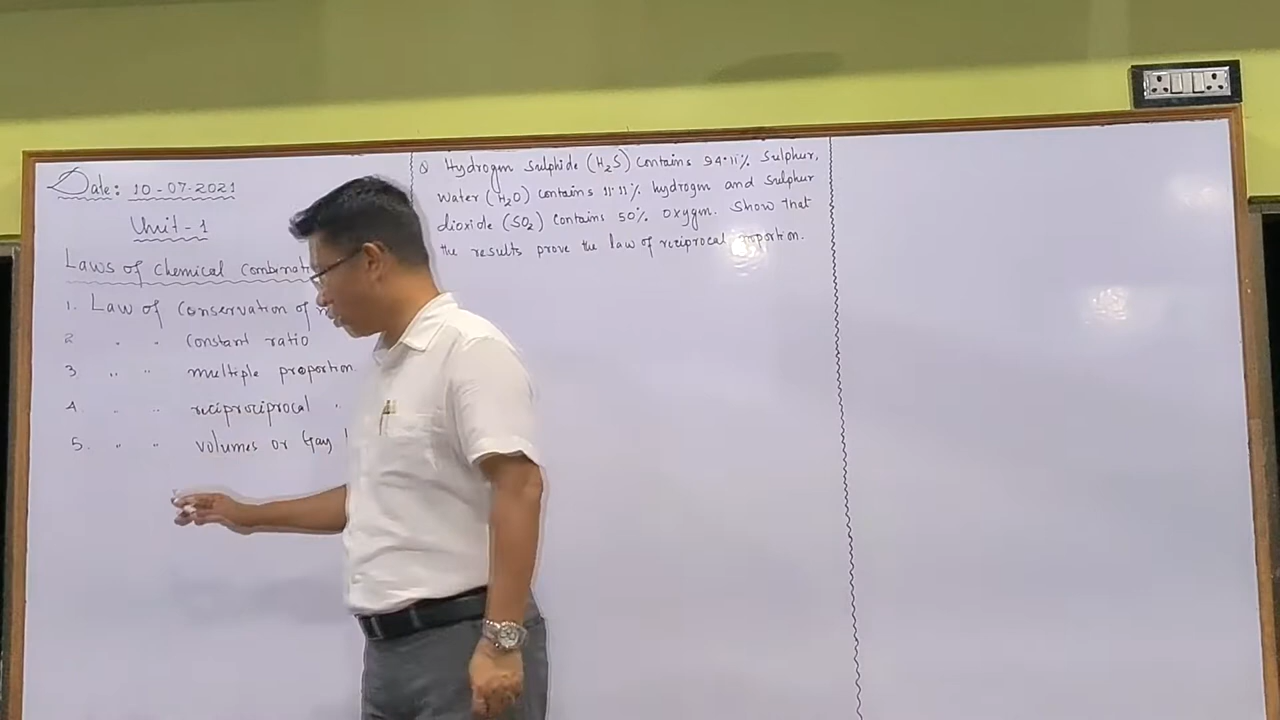 Date: 10-07-2021
Unit-1
Laws of Chemical Combinati
1. Law of Conservation of
2 " " Constant ratio
3. " " multiple proportion.
4. " " reciprociprocal "
5. " " volumes or Gay
Q Hydrogen Sulphide (H₂S) Contains 94.11% Sulphur,
Water (H₂O) contains 11.11% hydrogen and Sulphur
dioxide (SO₂) Contains 50% oxygen. Show that
the results prove the law of reciprocal proportion.